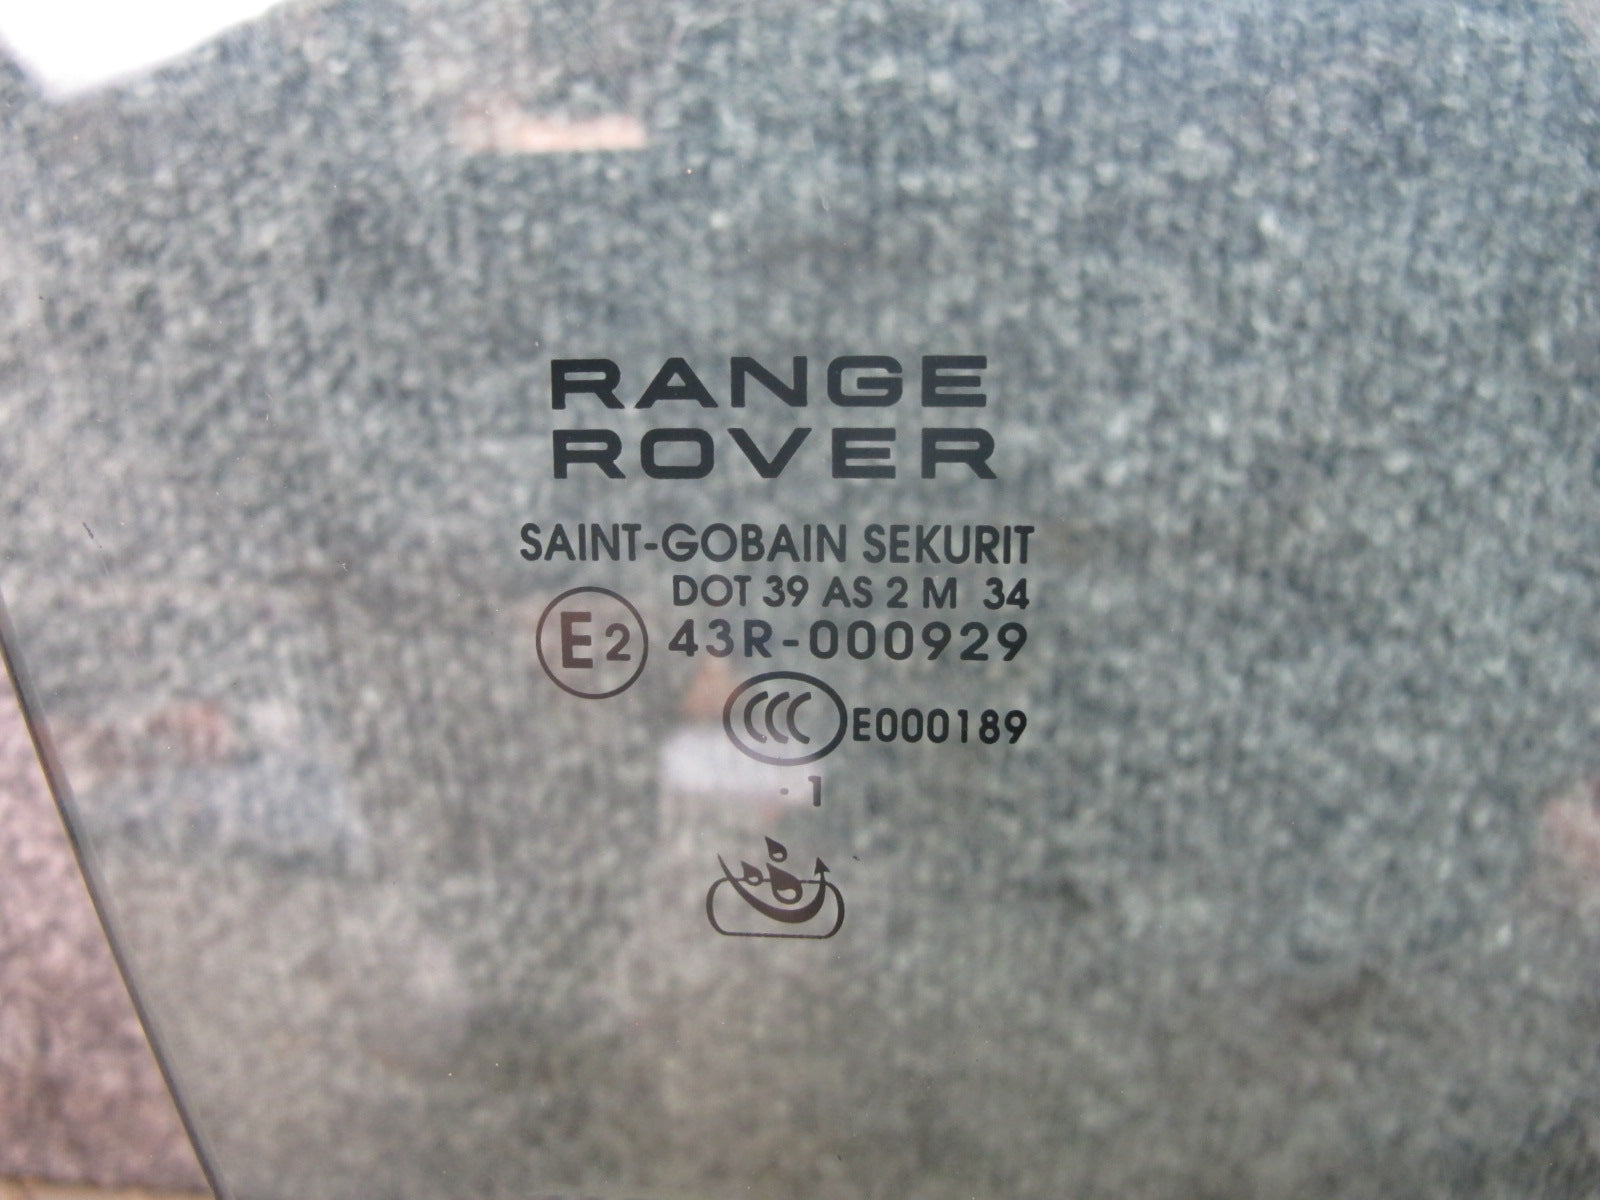 RANGE
ROVER
SAINT-GOBAIN SEKURIT
DOT 39 AS 2 M 34
E2 43R-000929
CCC E000189
. 1